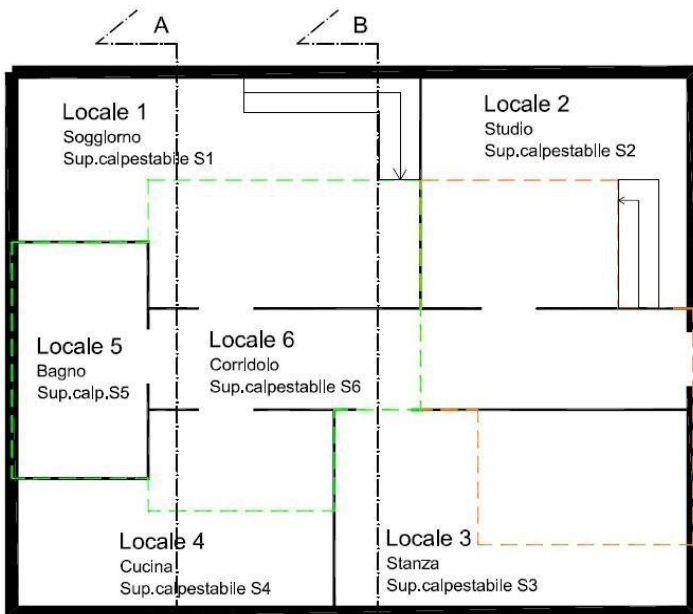 A
B
Locale 1
Soggiorno
Sup.calpestabile S1
Locale 2
Studio
Sup.calpestabile S2
Locale 5
Bagno
Sup.calp.S5
Locale 6
Corridoio
Sup.calpestabile S6
Locale 4
Cucina
Sup.calpestabile S4
Locale 3
Stanza
Sup.calpestabile S3